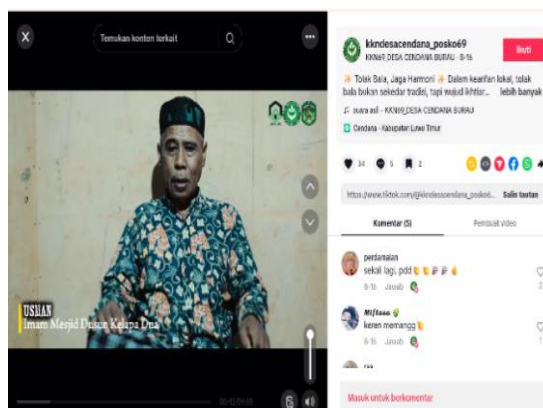 Temukan konten terkait
USMAN
Imam Mesjid Dusun Kelapa Dua
kkndesacendana_posko69
KKN69_DESA CENDANA BURAU · 8-16
Ikuti
Tolak Bala, Jaga Harmoni Dalam kearifan lokal, tolak
bala bukan sekedar tradisi, tapi wujud ikhtiar... lebih banyak
suara asli - KKN69_DESA CENDANA BURAU
Cendana · Kabupaten Luwu Timur
34 5 2
https://www.tiktok.com/@kkndesacendana_posko6... Salin tautan
Komentar (5) Pembuat video
perdamaian
sekali lagi, pdd
8-16 Jawab
Miftaaa
keren memangg
8-16 Jawab
Masuk untuk berkomentar